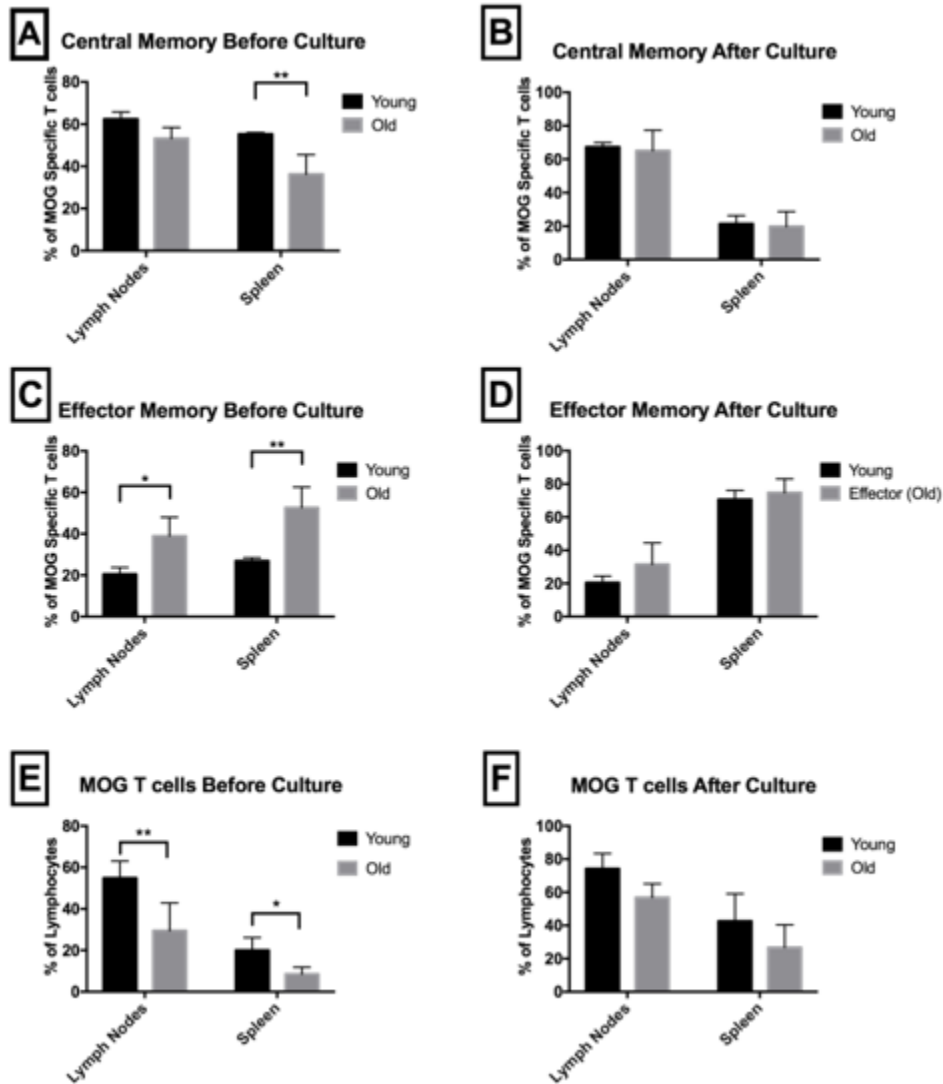 A
Central Memory Before Culture
% of MOG Specific T cells
80
60
40
20
0
**
Young
Old
Lymph Nodes
Spleen
B
Central Memory After Culture
% of MOG Specific T cells
100
80
60
40
20
0
Young
Old
Lymph Nodes
Spleen
C
Effector Memory Before Culture
% of MOG Specific T cells
80
60
40
20
0
*
**
Young
Old
Lymph Nodes
Spleen
D
Effector Memory After Culture
% of MOG Specific T cells
100
80
60
40
20
0
Young
Effector (Old)
Lymph Nodes
Spleen
E
MOG T cells Before Culture
% of Lymphocytes
80
60
40
20
0
**
*
Young
Old
Lymph Nodes
Spleen
F
MOG T cells After Culture
% of Lymphocytes
100
80
60
40
20
0
Young
Old
Lymph Nodes
Spleen